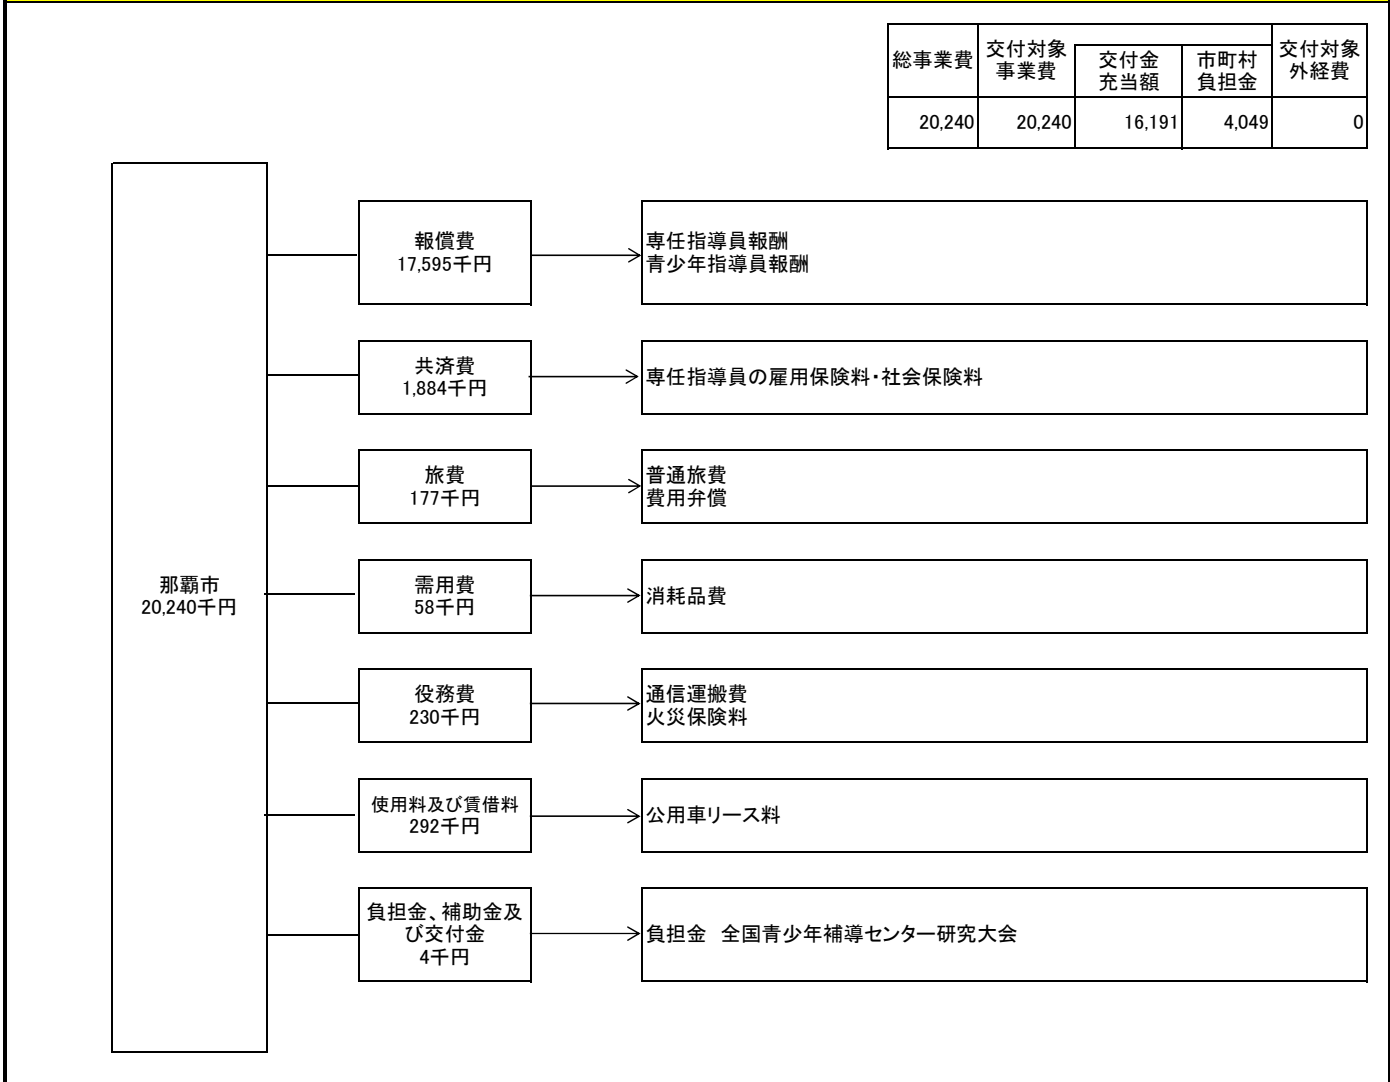 総事業費
交付対象
事業費
交付金
充当額
市町村
負担金
交付対象
外経費
20,240
20,240
16,191
4,049
0
那覇市
20,240千円
報償費
17,595千円
専任指導員報酬
青少年指導員報酬
共済費
1,884千円
専任指導員の雇用保険料・社会保険料
旅費
177千円
普通旅費
費用弁償
需用費
58千円
消耗品費
役務費
230千円
通信運搬費
火災保険料
使用料及び賃借料
292千円
公用車リース料
負担金、補助金及
び交付金
4千円
負担金　全国青少年補導センター研究大会